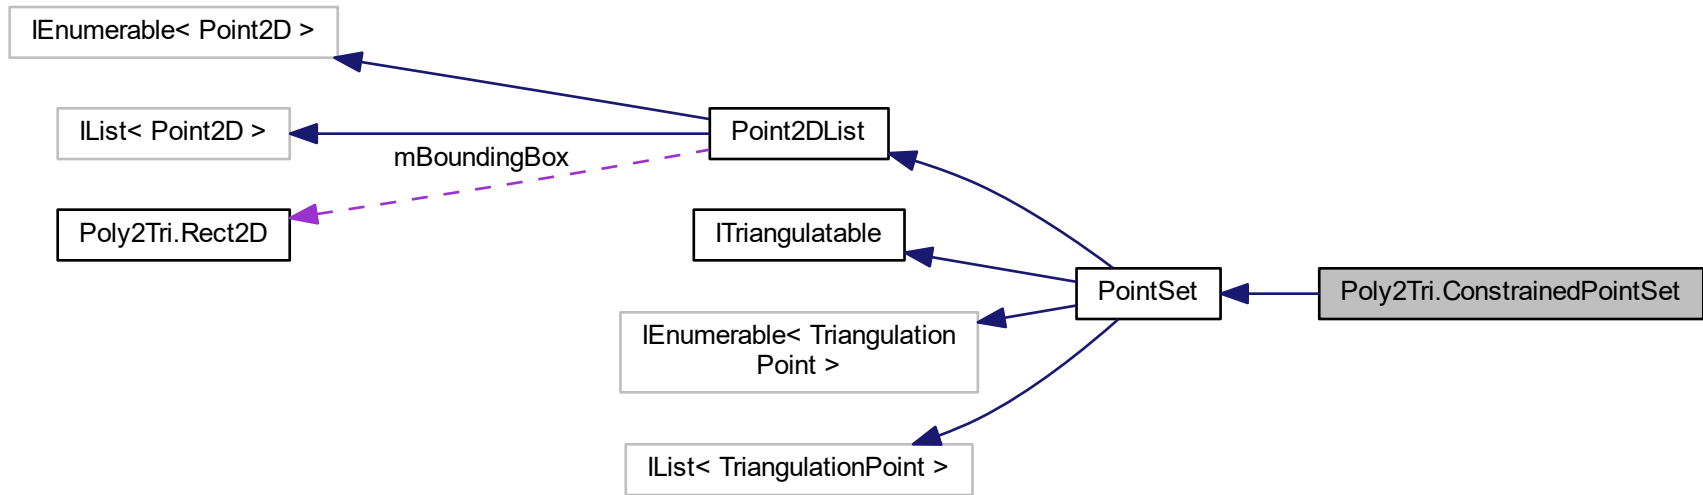 IEnumerable< Point2D >
IList< Point2D >
Point2DList
mBoundingBox
Poly2Tri.Rect2D
ITriangulatable
PointSet
Poly2Tri.ConstrainedPointSet
IEnumerable< Triangulation
Point >
IList< TriangulationPoint >